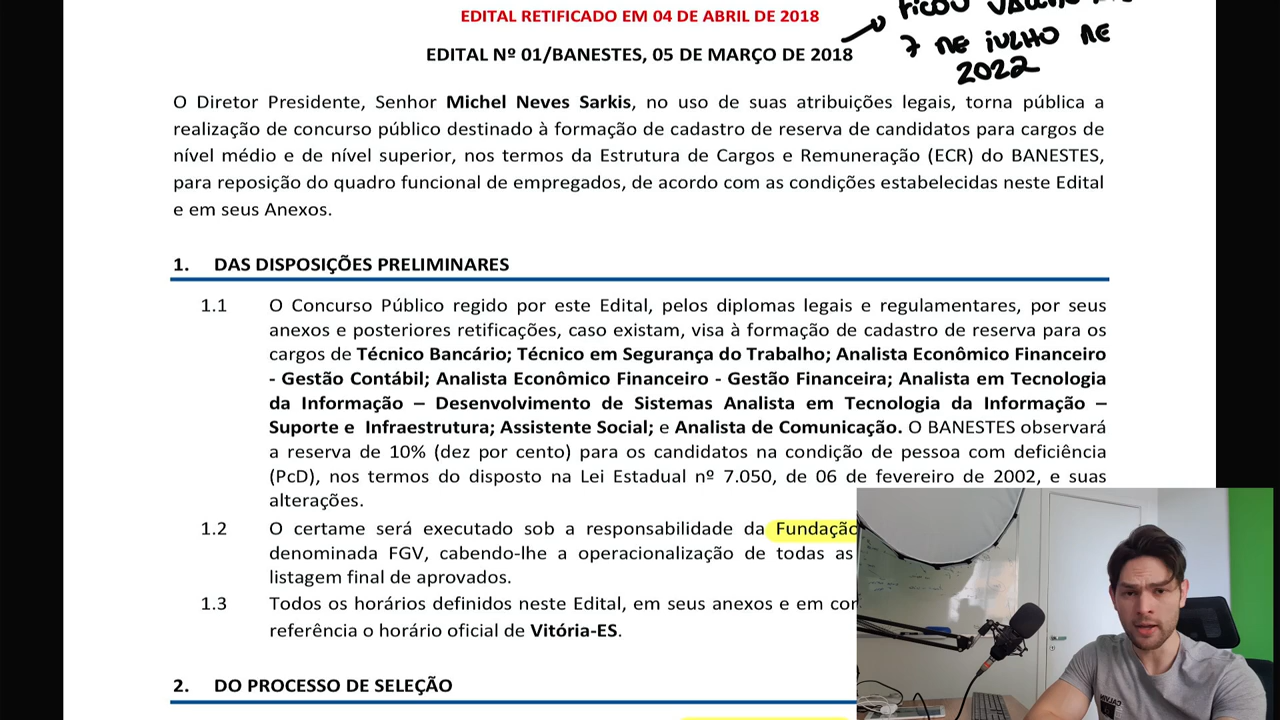 EDITAL RETIFICADO EM 04 DE ABRIL DE 2018
FICOU
EDITAL Nº 01/BANESTES, 05 DE MARÇO DE 2018
7 DE JULHO DE
2022
O Diretor Presidente, Senhor Michel Neves Sarkis, no uso de suas atribuições legais, torna pública a
realização de concurso público destinado à formação de cadastro de reserva de candidatos para cargos de
nível médio e de nível superior, nos termos da Estrutura de Cargos e Remuneração (ECR) do BANESTES,
para reposição do quadro funcional de empregados, de acordo com as condições estabelecidas neste Edital
e em seus Anexos.
1. DAS DISPOSIÇÕES PRELIMINARES
1.1 O Concurso Público regido por este Edital, pelos diplomas legais e regulamentares, por seus
anexos e posteriores retificações, caso existam, visa à formação de cadastro de reserva para os
cargos de Técnico Bancário; Técnico em Segurança do Trabalho; Analista Econômico Financeiro
- Gestão Contábil; Analista Econômico Financeiro - Gestão Financeira; Analista em Tecnologia
da Informação – Desenvolvimento de Sistemas Analista em Tecnologia da Informação –
Suporte e Infraestrutura; Assistente Social; e Analista de Comunicação. O BANESTES observará
a reserva de 10% (dez por cento) para os candidatos na condição de pessoa com deficiência
(PcD), nos termos do disposto na Lei Estadual nº 7.050, de 06 de fevereiro de 2002, e suas
alterações.
1.2 O certame será executado sob a responsabilidade da Fundação
denominada FGV, cabendo-lhe a operacionalização de todas as
listagem final de aprovados.
1.3 Todos os horários definidos neste Edital, em seus anexos e em
referência o horário oficial de Vitória-ES.
2. DO PROCESSO DE SELEÇÃO